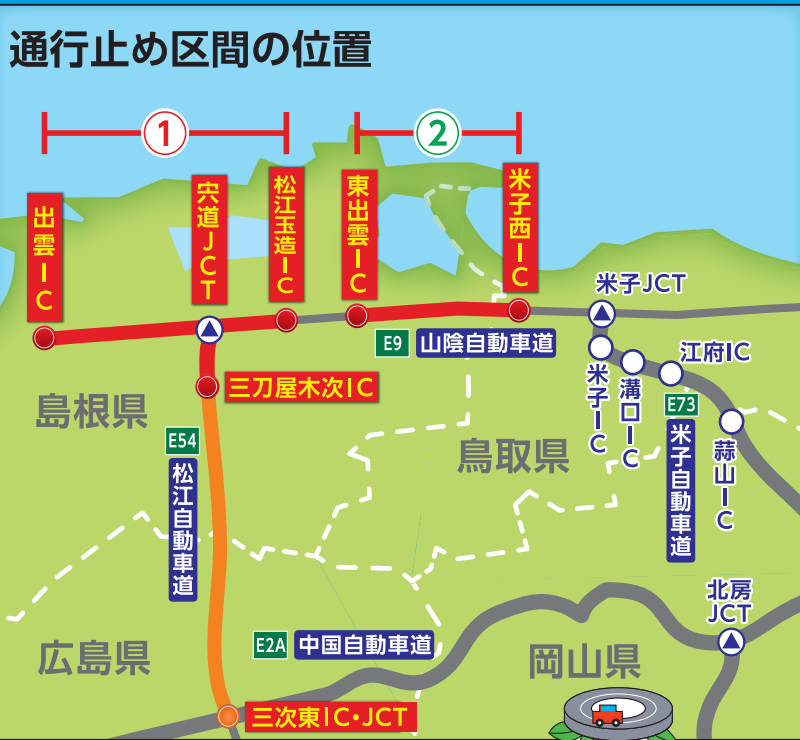 通行止め区間の位置
1
2
出雲IC
宍道JCT
松江玉造IC
東出雲IC
米子西IC
米子JCT
E9
山陰自動車道
江府IC
米子IC
溝口IC
三刀屋木次IC
島根県
E73
米子自動車道
蒜山IC
E54
松江自動車道
鳥取県
北房
JCT
E2A
中国自動車道
広島県
岡山県
三次東IC・JCT